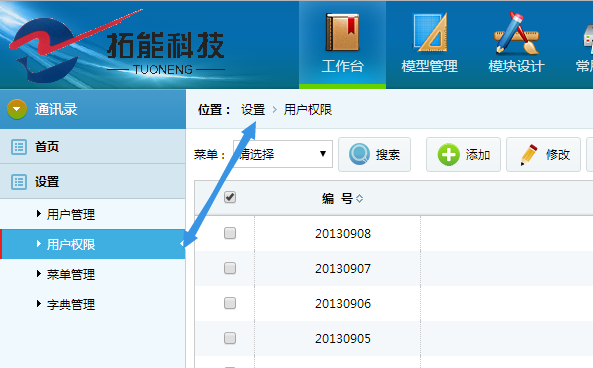 拓能科技
TUONENG
工作台
模型管理
模块设计
通讯录
位置： 设置 > 用户权限
首页
菜单： 请选择 搜索 添加 修改
设置
编 号
用户管理
20130908
用户权限
20130907
菜单管理
20130906
字典管理
20130905